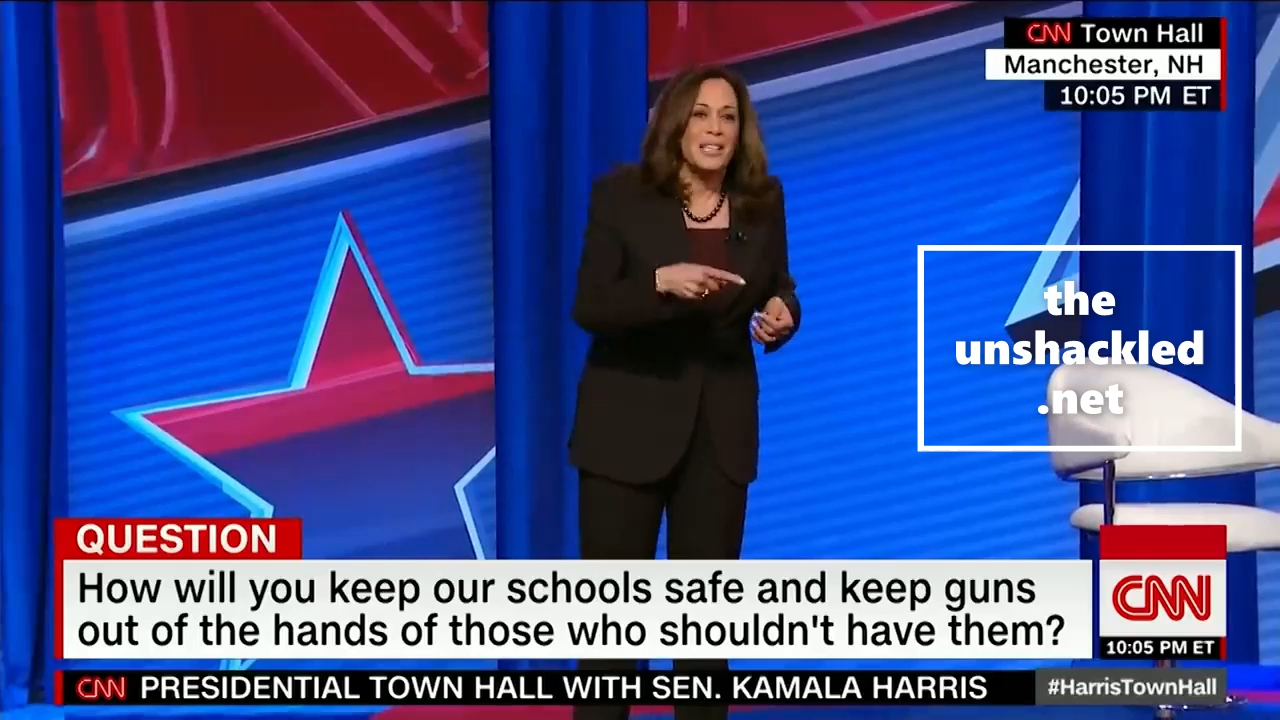 CNN Town Hall
Manchester, NH
10:05 PM ET
the
unshackled
.net
QUESTION
How will you keep our schools safe and keep guns
out of the hands of those who shouldn't have them?
CNN
10:05 PM ET
CNN PRESIDENTIAL TOWN HALL WITH SEN. KAMALA HARRIS
#HarrisTownHall